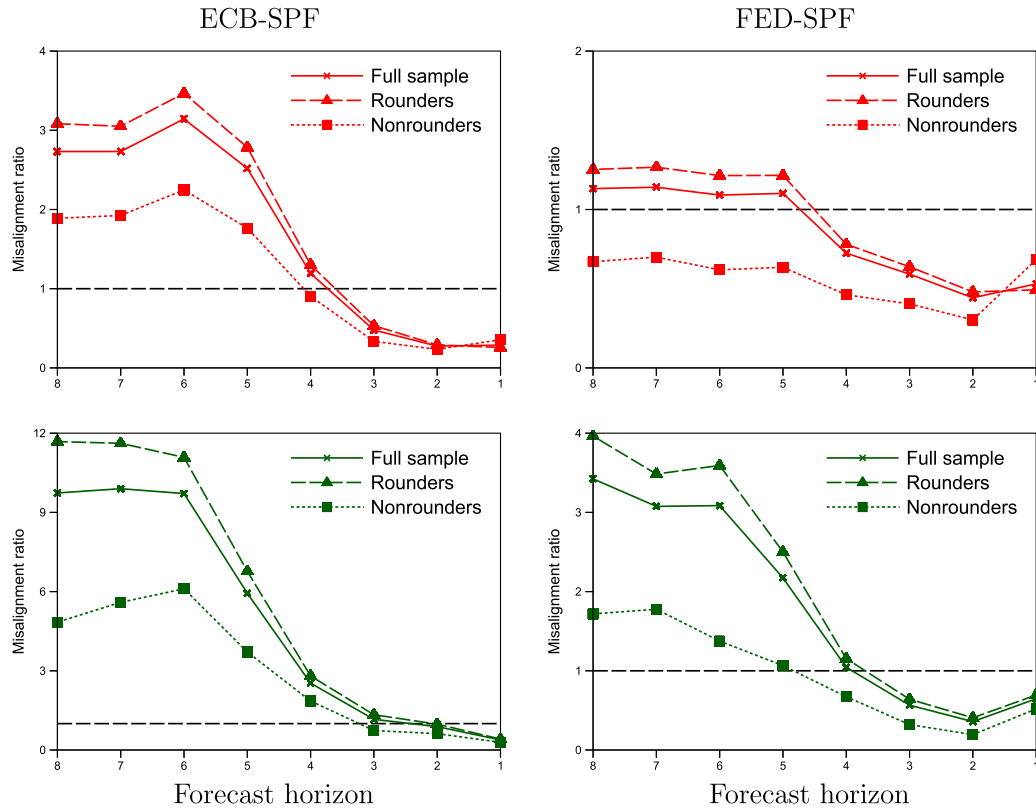 ECB-SPF
FED-SPF
Misalignment ratio
4
3
2
1
0
Full sample
Rounders
Nonrounders
8 7 6 5 4 3 2 1
Misalignment ratio
2
1
0
Full sample
Rounders
Nonrounders
8 7 6 5 4 3 2 1
Misalignment ratio
12
9
6
3
0
Full sample
Rounders
Nonrounders
8 7 6 5 4 3 2 1
Misalignment ratio
4
3
2
1
0
Full sample
Rounders
Nonrounders
8 7 6 5 4 3 2 1
Forecast horizon
Forecast horizon